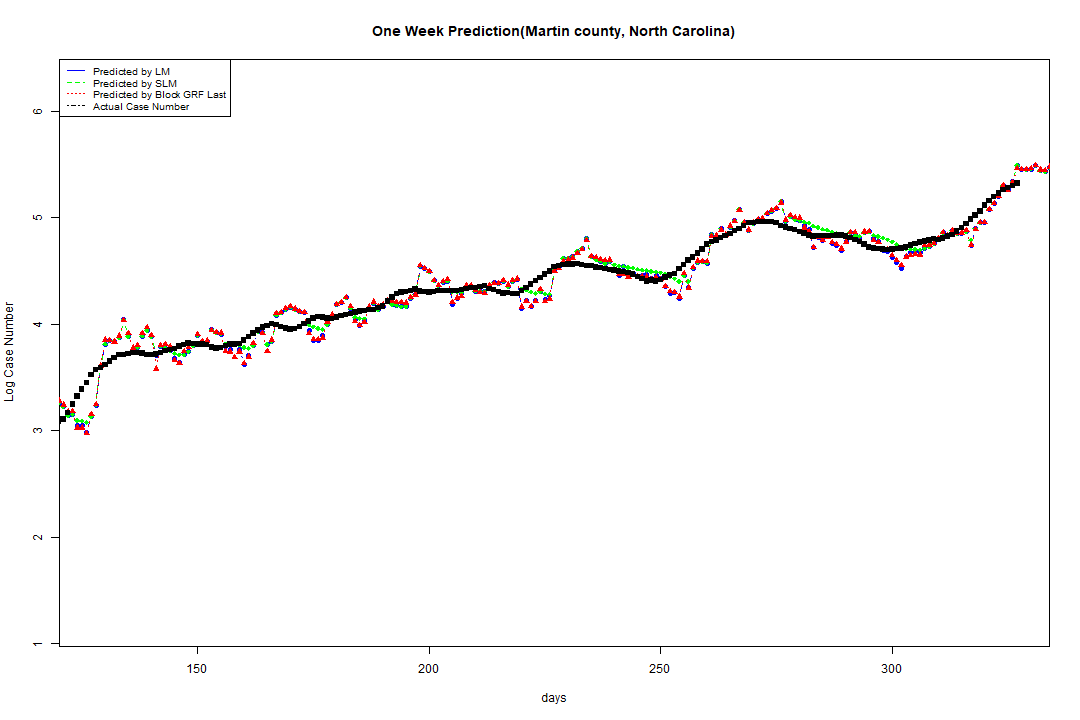 One Week Prediction(Martin county, North Carolina)
Predicted by LM
Predicted by SLM
Predicted by Block GRF Last
Actual Case Number
Log Case Number
6
5
4
3
2
1
150 200 250 300
days